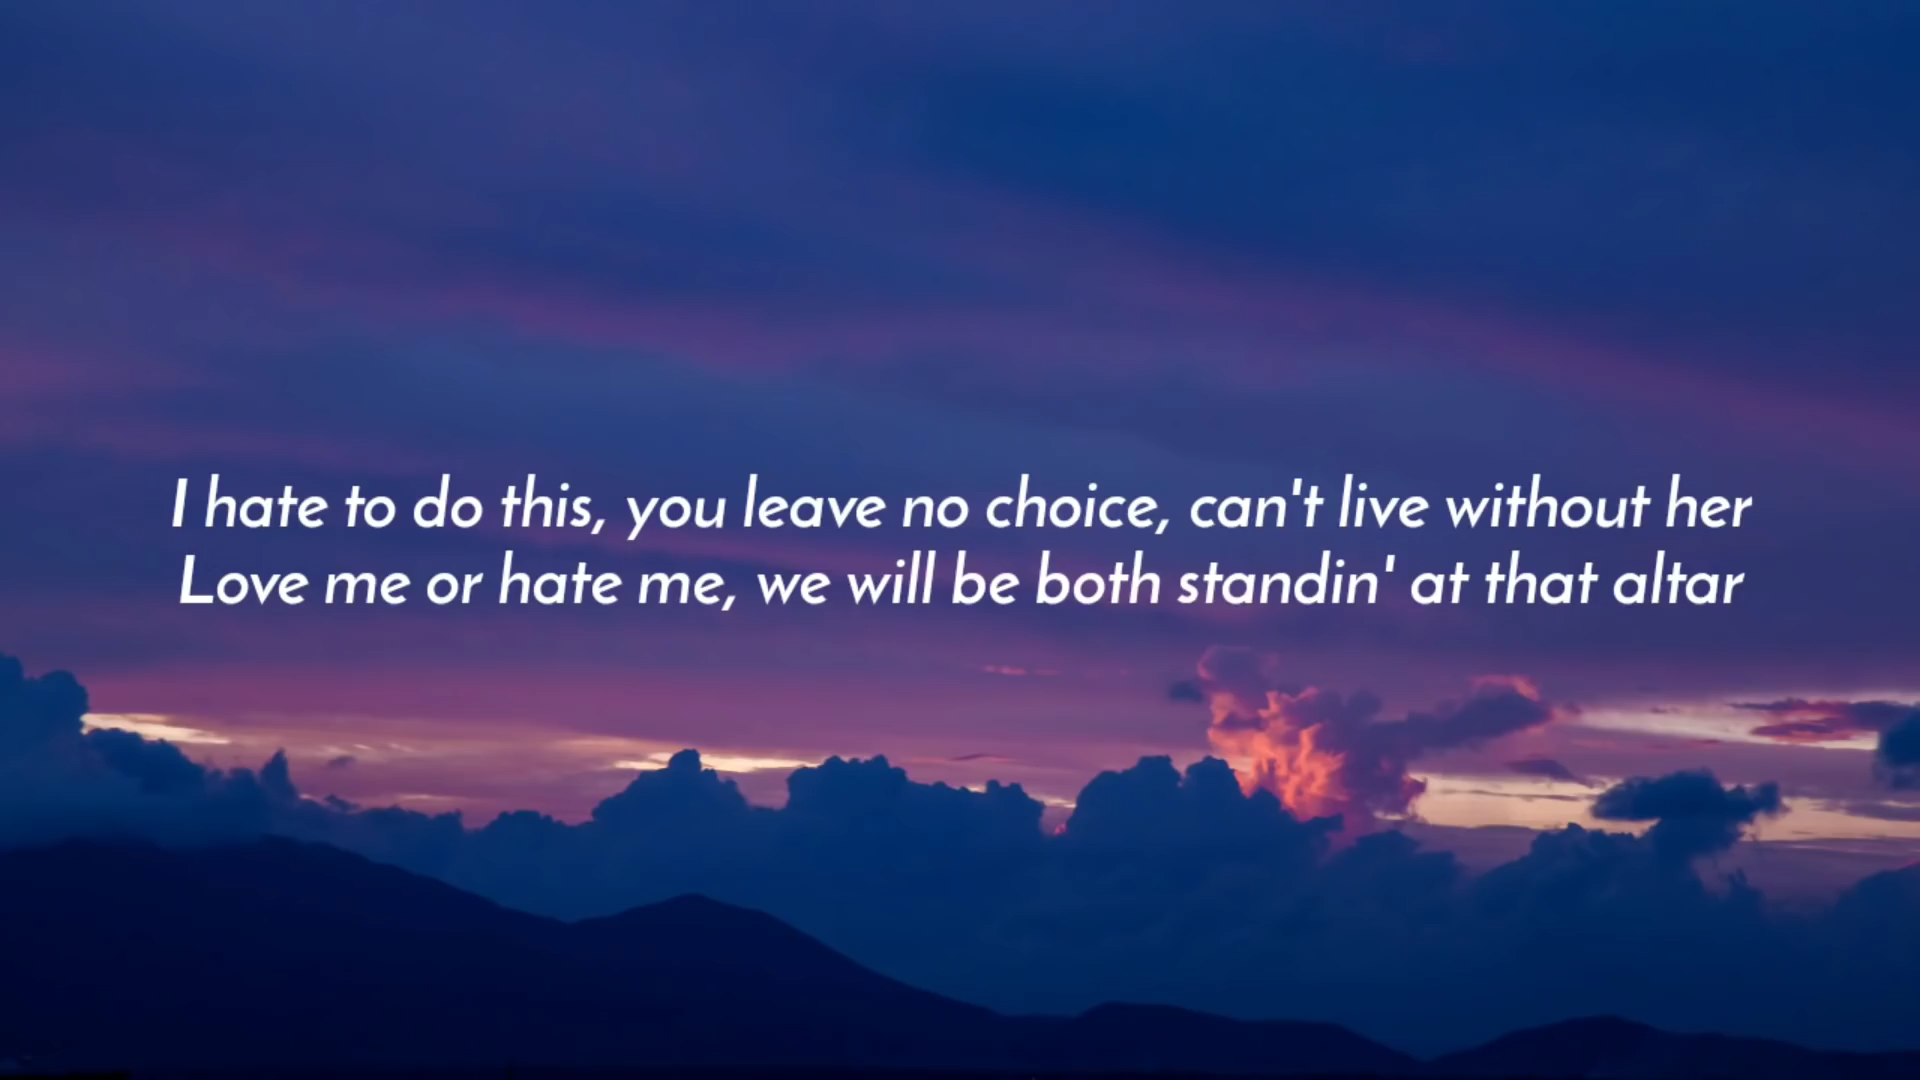 I hate to do this, you leave no choice, can't live without her
Love me or hate me, we will be both standin' at that altar